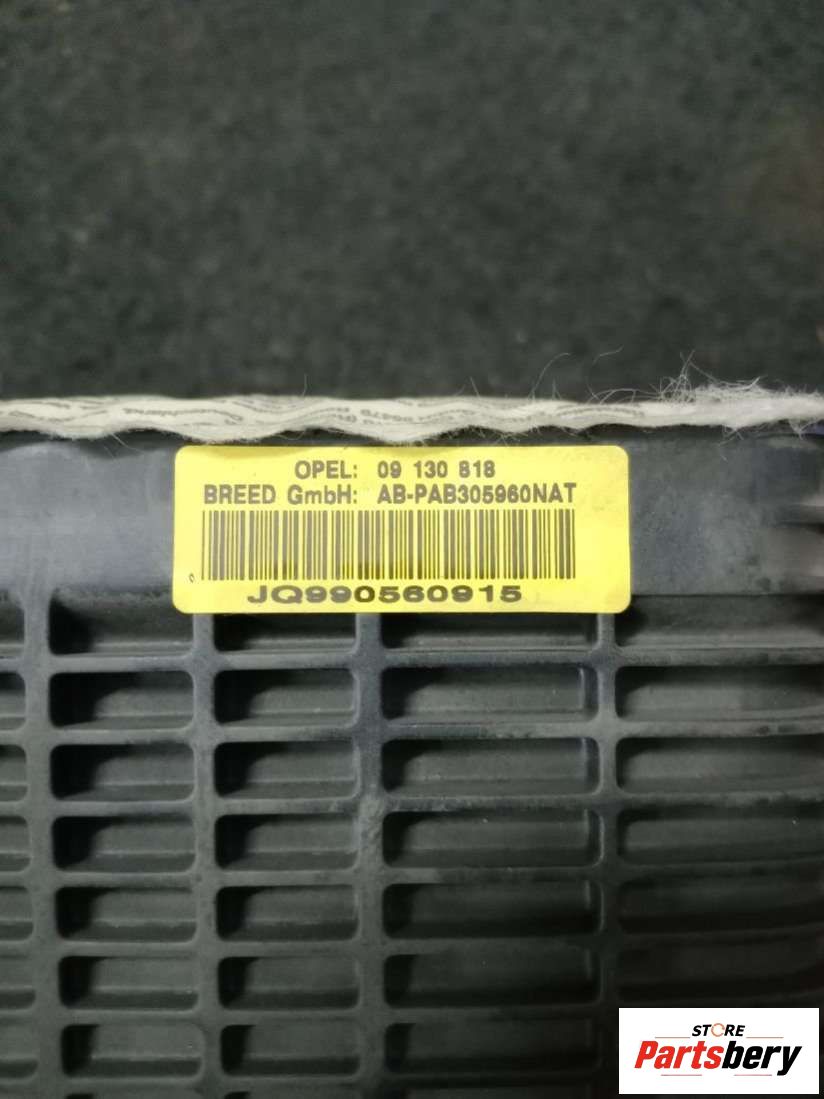 OPEL: 09 130 818
BREED GmbH: AB-PAB305960NAT
JQ990560915
STORE
Partsbery